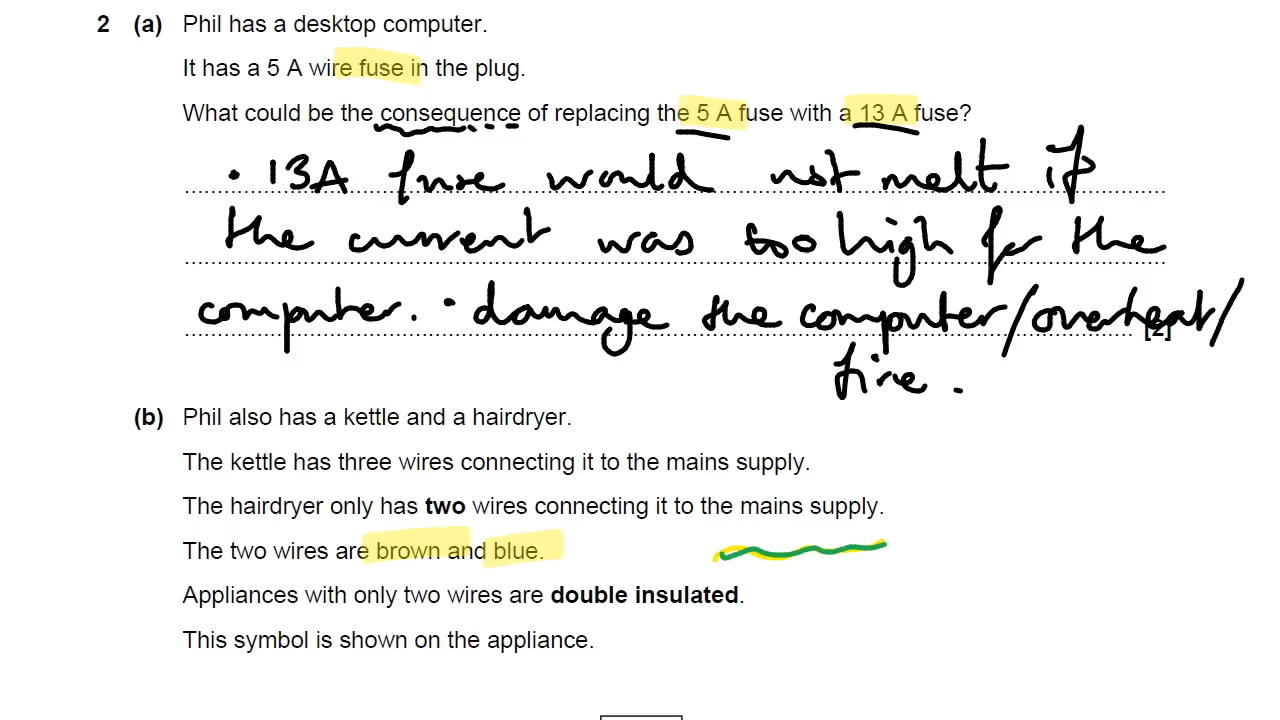 2 (a) Phil has a desktop computer.
It has a 5 A wire fuse in the plug.
What could be the consequence of replacing the 5 A fuse with a 13 A fuse?
• 13A fuse would not melt if
the current was too high for the
computer. • damage the computer/overheat/
[2]
fire.
(b) Phil also has a kettle and a hairdryer.
The kettle has three wires connecting it to the mains supply.
The hairdryer only has two wires connecting it to the mains supply.
The two wires are brown and blue.
Appliances with only two wires are double insulated.
This symbol is shown on the appliance.